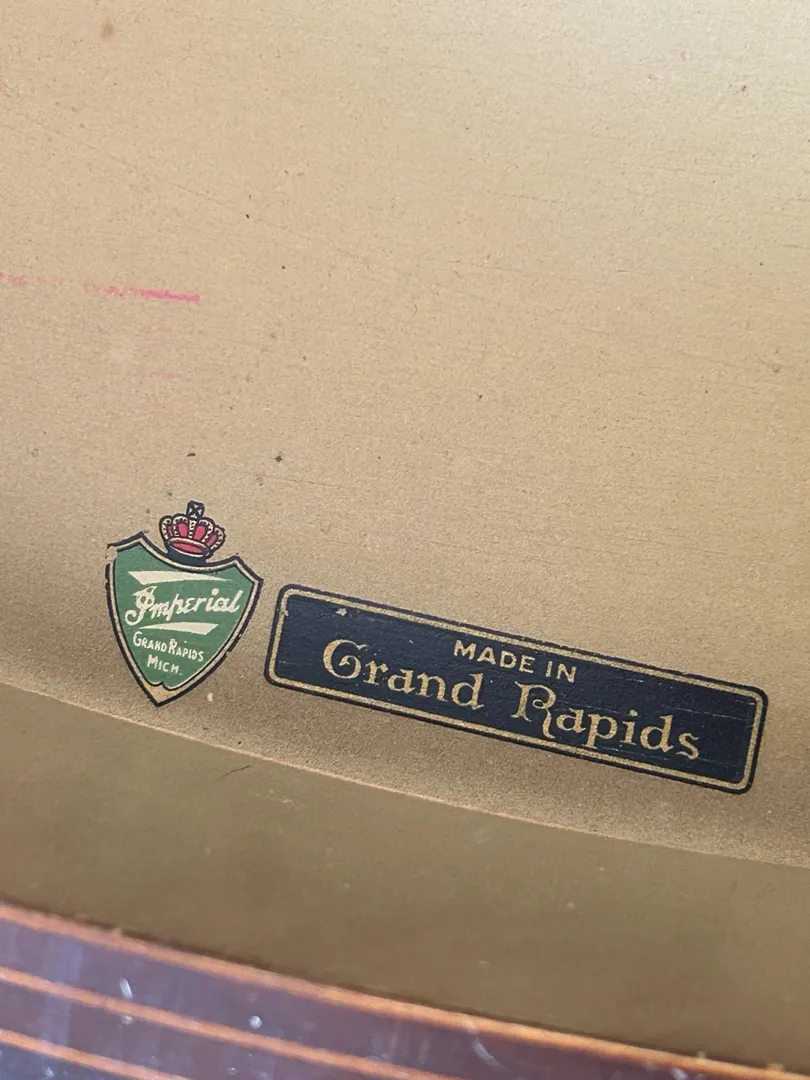 Imperial
GRAND RAPIDS
MICH.
MADE IN
Grand Rapids